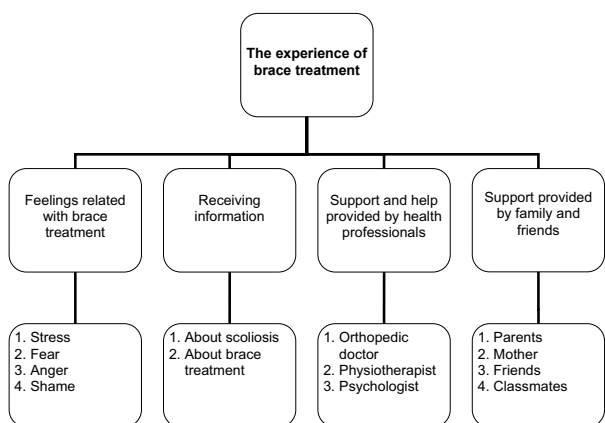 The experience of
brace treatment
Feelings related
with brace
treatment
Receiving
information
Support and help
provided by health
professionals
Support provided
by family and
friends
1. Stress
2. Fear
3. Anger
4. Shame
1. About scoliosis
2. About brace
treatment
1. Orthopedic
doctor
2. Physiotherapist
3. Psychologist
1. Parents
2. Mother
3. Friends
4. Classmates